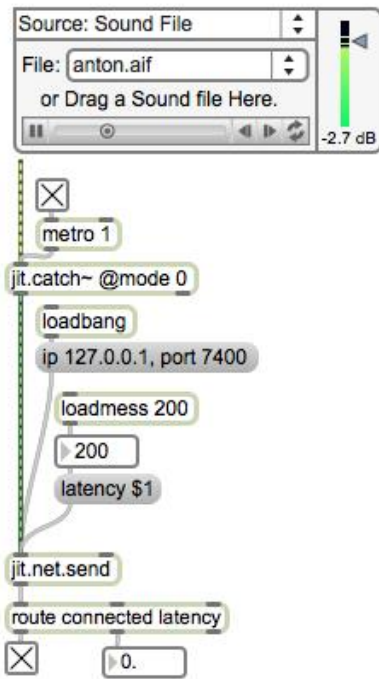 Source: Sound File
File: anton.aif
or Drag a Sound file Here.
-2.7 dB
metro 1
jit.catch~ @mode 0
loadbang
ip 127.0.0.1, port 7400
loadmess 200
200
latency $1
jit.net.send
route connected latency
0.